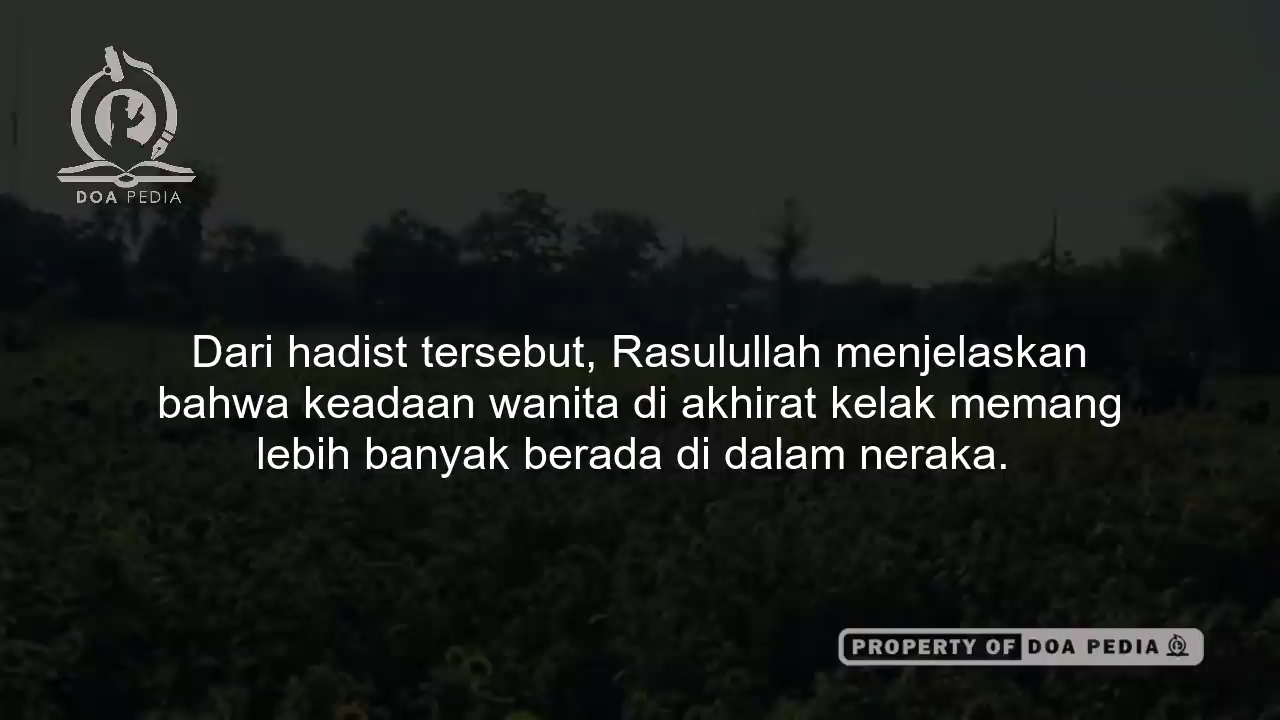 DOA PEDIA
Dari hadist tersebut, Rasulullah menjelaskan
bahwa keadaan wanita di akhirat kelak memang
lebih banyak berada di dalam neraka.
PROPERTY OF DOA PEDIA